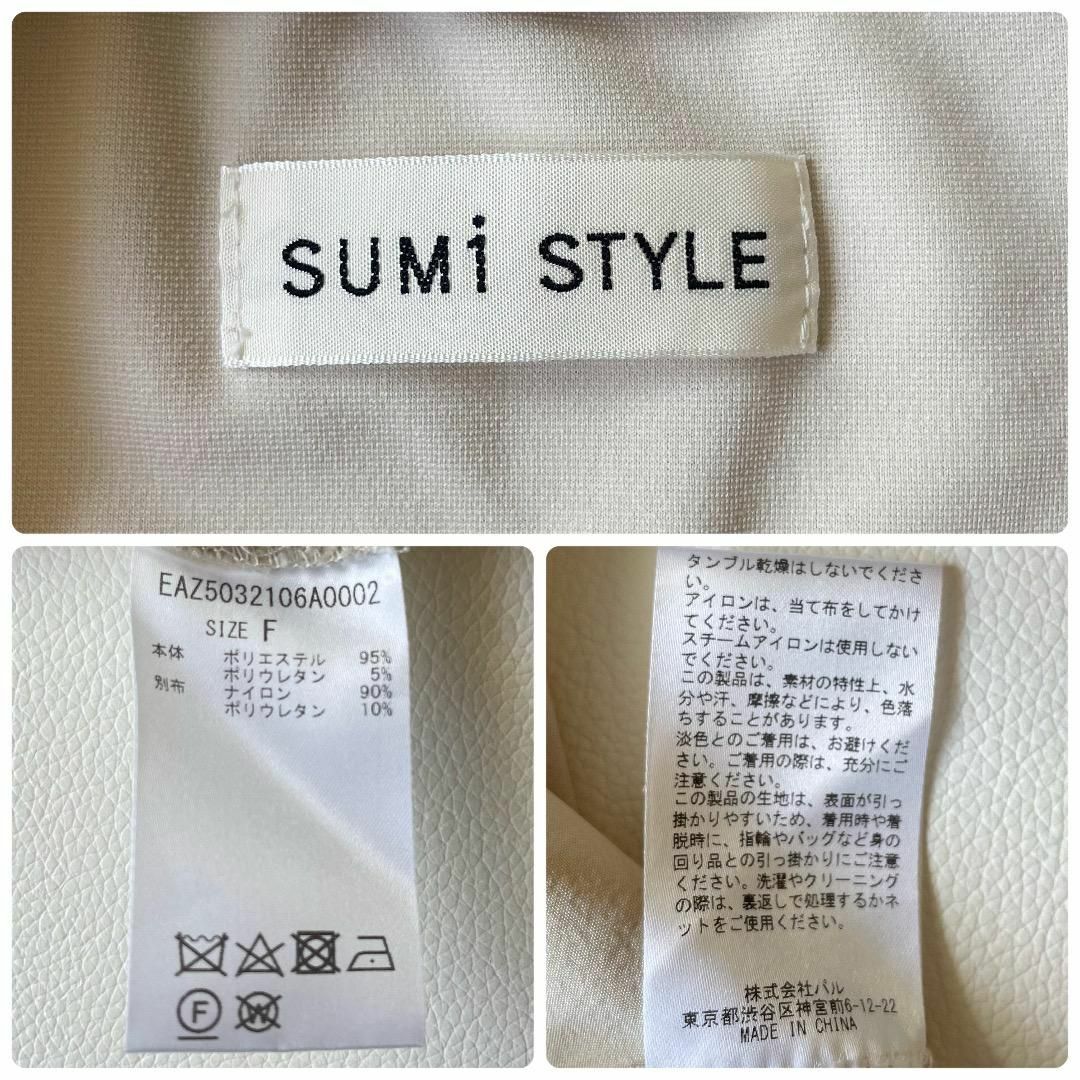 SUMi STYLE
EAZ5032106A0002
SIZE F
本体 ポリエステル 95%
ポリウレタン 5%
別布 ナイロン 90%
ポリウレタン 10%
F
W
タンブル乾燥はしないでくださ
い。
アイロンは、当て布をしてかけ
てください。
スチームアイロンは使用しない
でください。
この製品は、素材の特性上、水
分や汗、摩擦などにより、色落
ちすることがあります。
淡色とのご着用は、お避けくだ
さい。ご着用の際は、充分にご
注意ください。
この製品の生地は、表面が引っ
掛かりやすいため、着用時や着
脱時に、指輪やバッグなど身の
回り品との引っ掛かりにご注意
ください。洗濯やクリーニング
の際は、裏返しで処理するかネ
ットをご使用ください。
株式会社パル
東京都渋谷区神宮前6-12-22
MADE IN CHINA